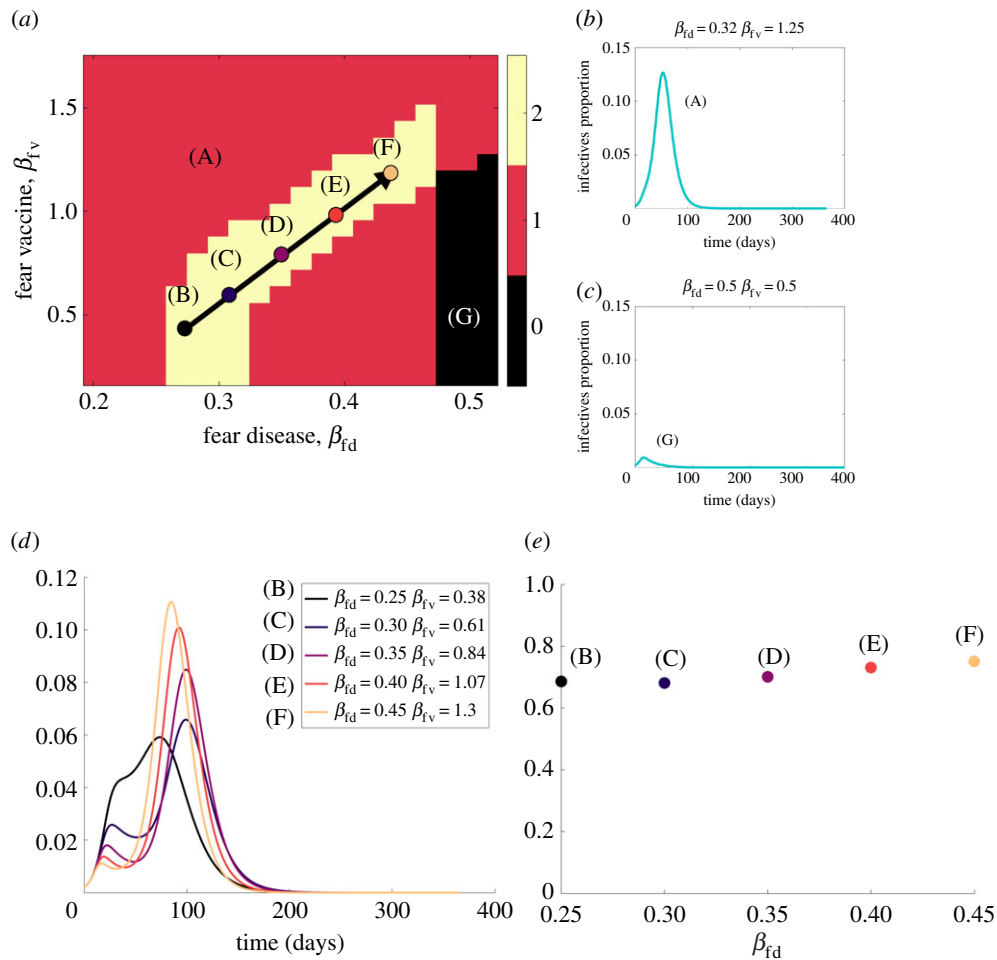 (a)
fear vaccine, βfv
1.5
1.0
0.5
0.2
0.3
0.4
0.5
fear disease, βfd
(A)
(B)
(C)
(D)
(E)
(F)
(G)
2
1
0
(b)
βfd = 0.32 βfv = 1.25
infectives proportion
0.15
0.10
0.05
(A)
0
100
200
300
400
time (days)
(c)
βfd = 0.5 βfv = 0.5
infectives proportion
0.15
0.10
0.05
(G)
0
100
200
300
400
time (days)
(d)
0.12
0.10
0.08
0.06
0.04
0.02
0
100
200
300
400
time (days)
(B) βfd = 0.25 βfv = 0.38
(C) βfd = 0.30 βfv = 0.61
(D) βfd = 0.35 βfv = 0.84
(E) βfd = 0.40 βfv = 1.07
(F) βfd = 0.45 βfv = 1.3
(e)
1.0
0.8
0.6
0.4
0.2
0
(B)
(C)
(D)
(E)
(F)
0.25
0.30
0.35
0.40
0.45
βfd